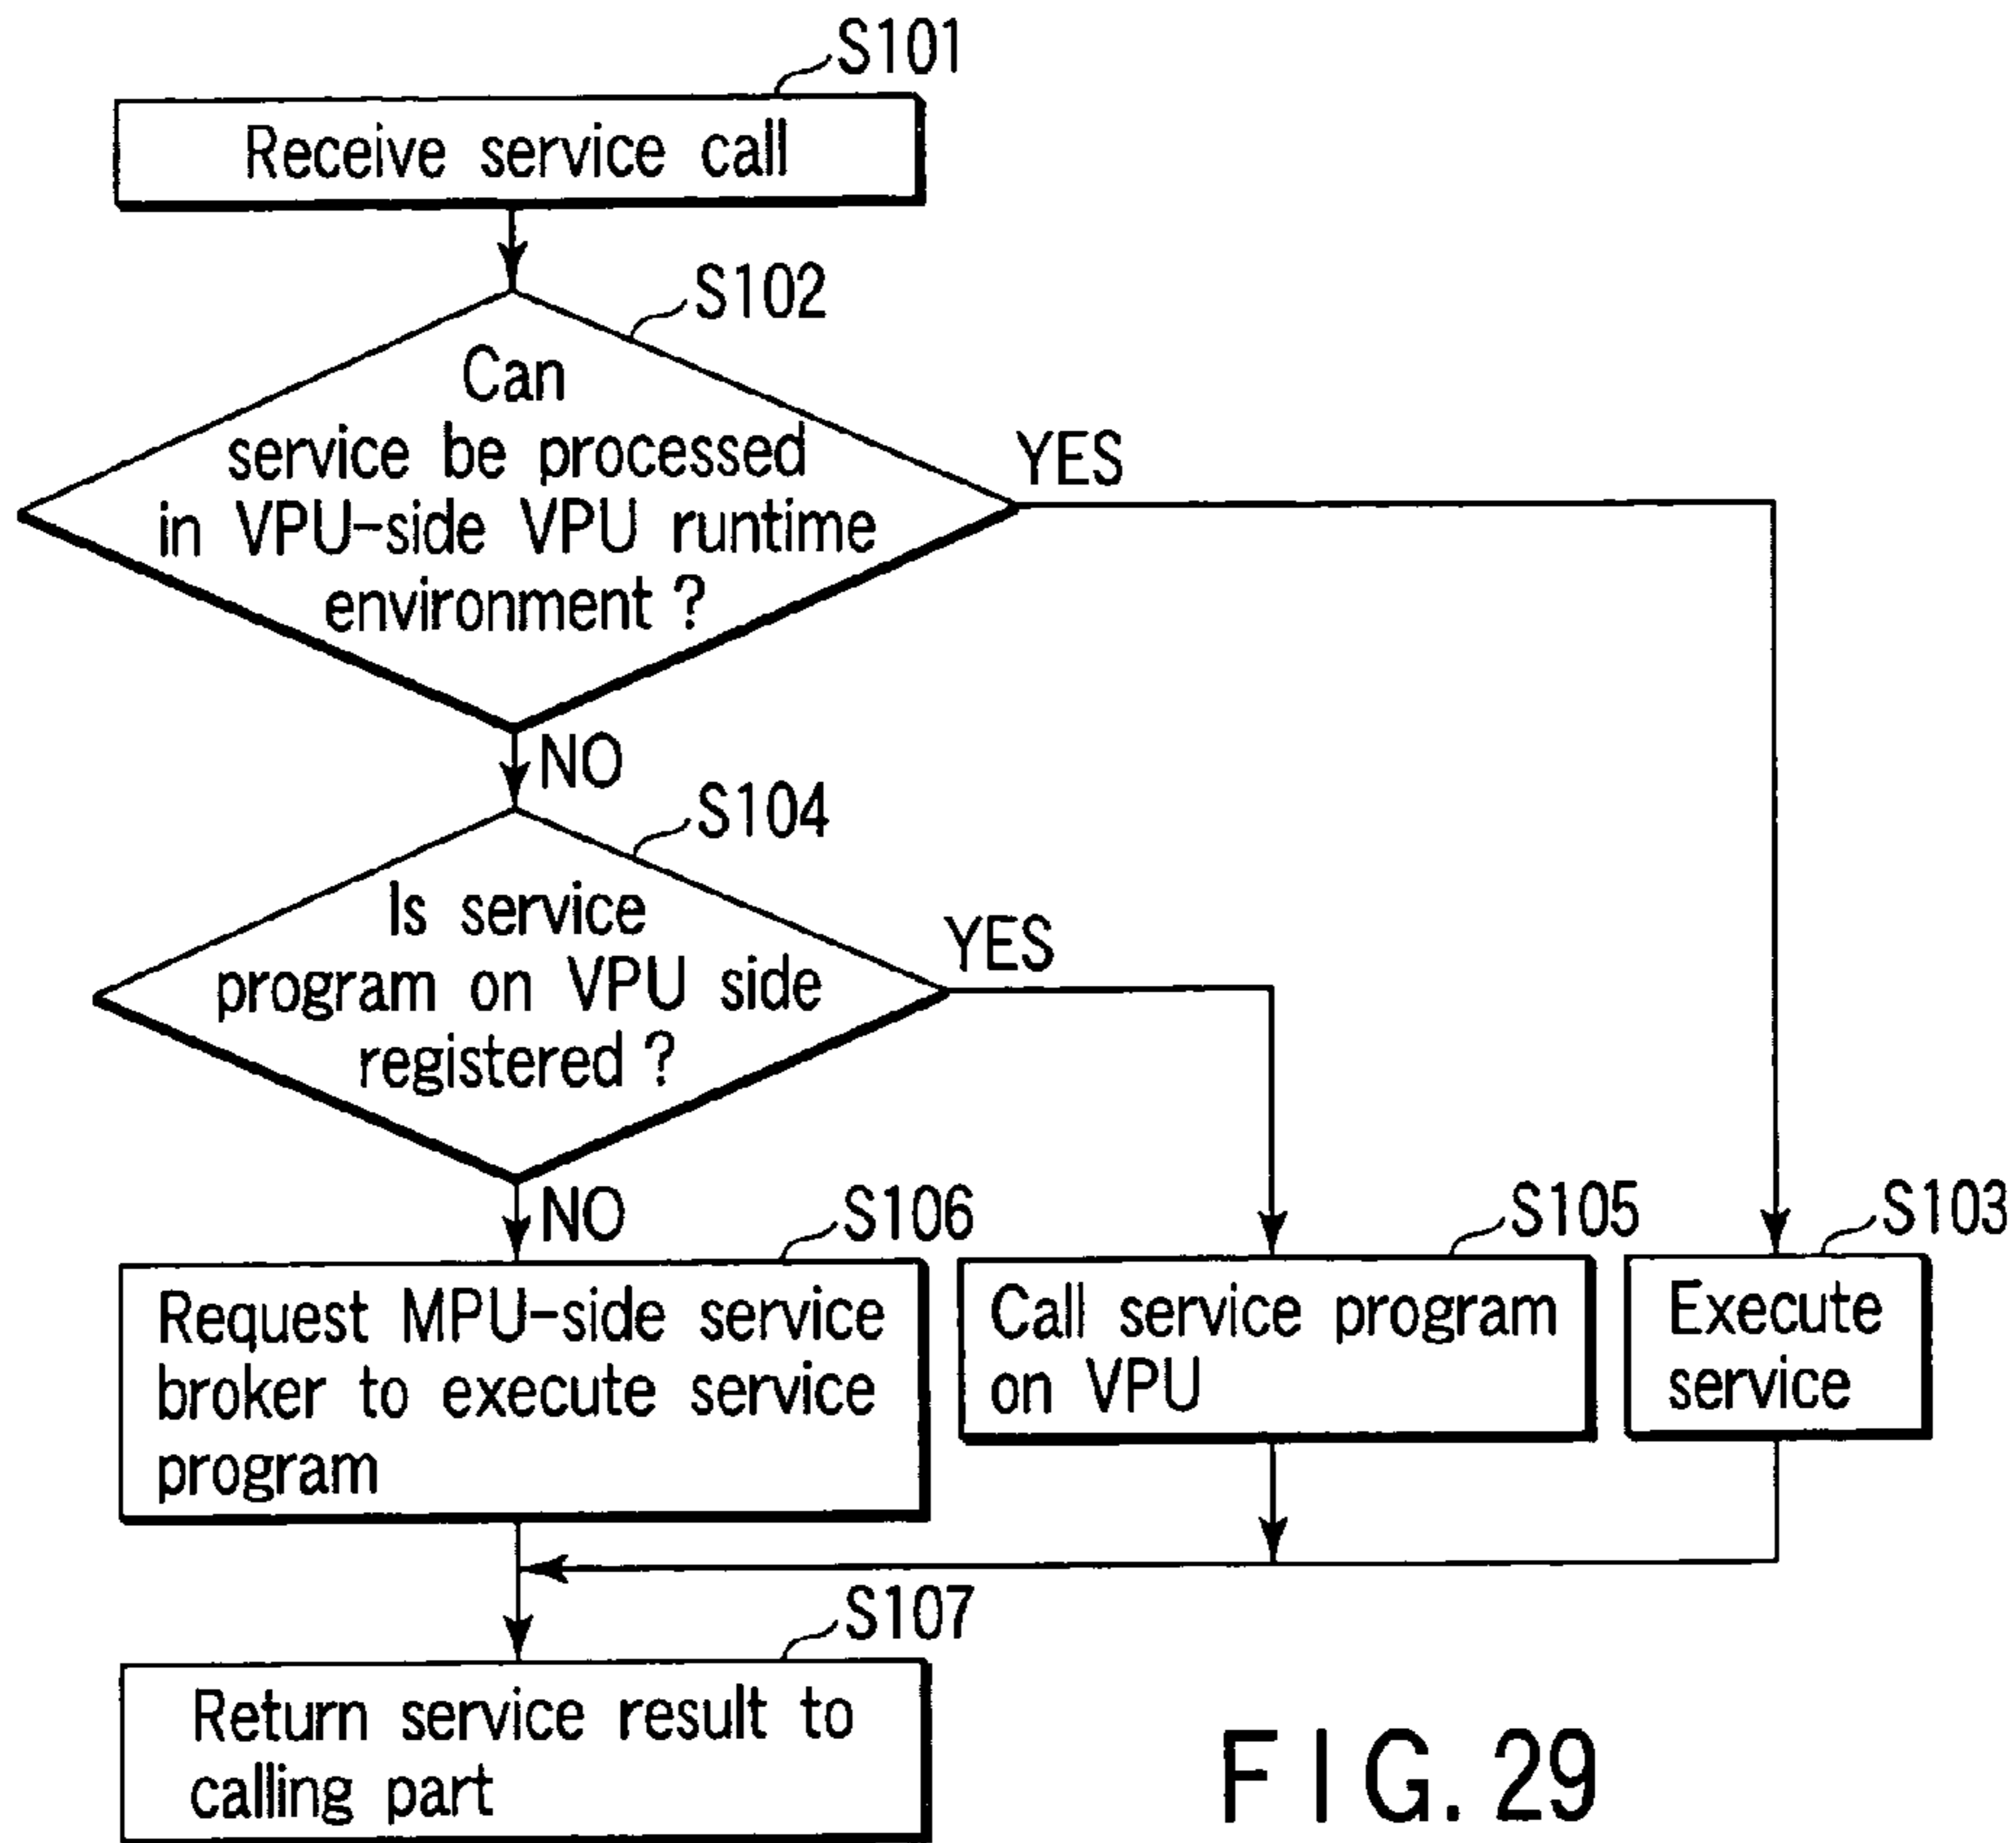 S101
Receive service call
S102
Can
service be processed
in VPU-side VPU runtime
environment ?
YES
NO
S104
Is service
program on VPU side
registered ?
YES
NO
S106
Request MPU-side service
broker to execute service
program
S105
Call service program
on VPU
S103
Execute
service
S107
Return service result to
calling part
FIG. 29